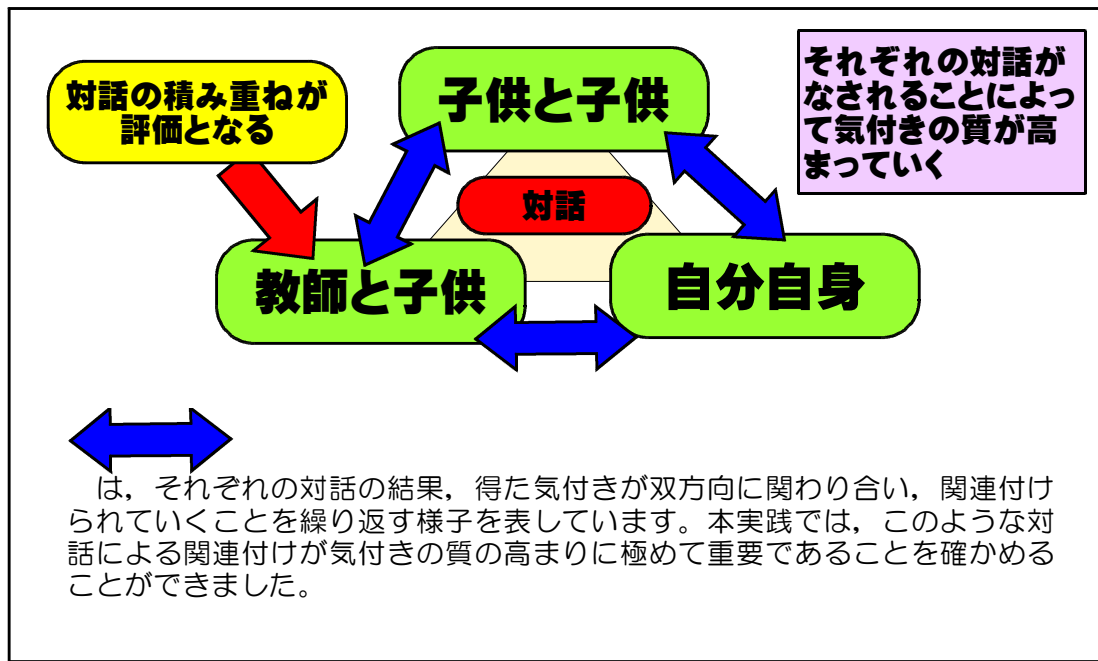 対話の積み重ねが
評価となる
子供と子供
それぞれの対話が
なされることによっ
て気付きの質が高
まっていく
対話
教師と子供
自分自身
は，それぞれの対話の結果，得た気付きが双方向に関わり合い，関連付け
られていくことを繰り返す様子を表しています。本実践では，このような対
話による関連付けが気付きの質の高まりに極めて重要であることを確かめる
ことができました。